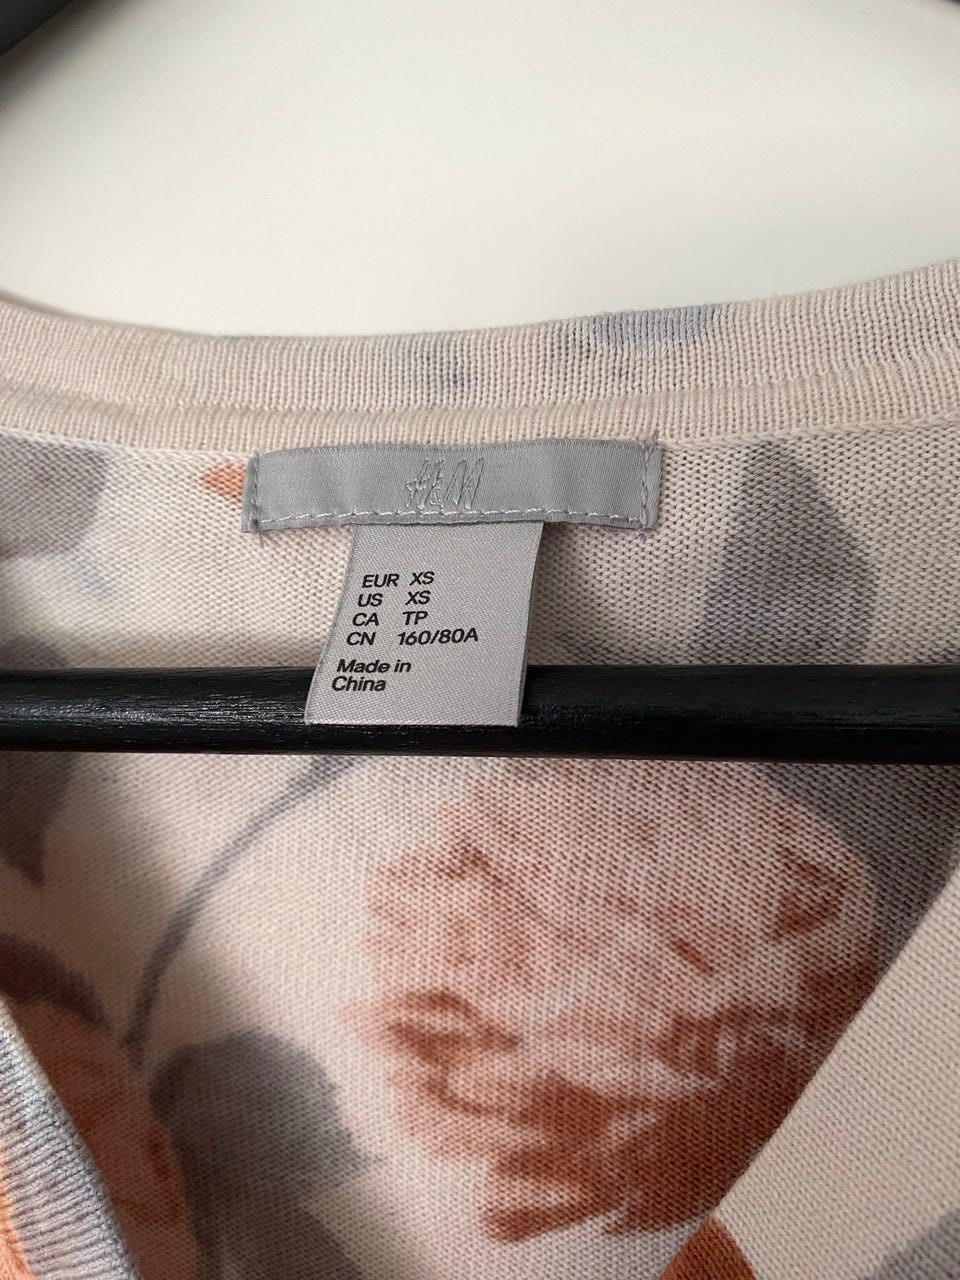 H&M
EUR XS
US XS
CA TP
CN 160/80A
Made in
China